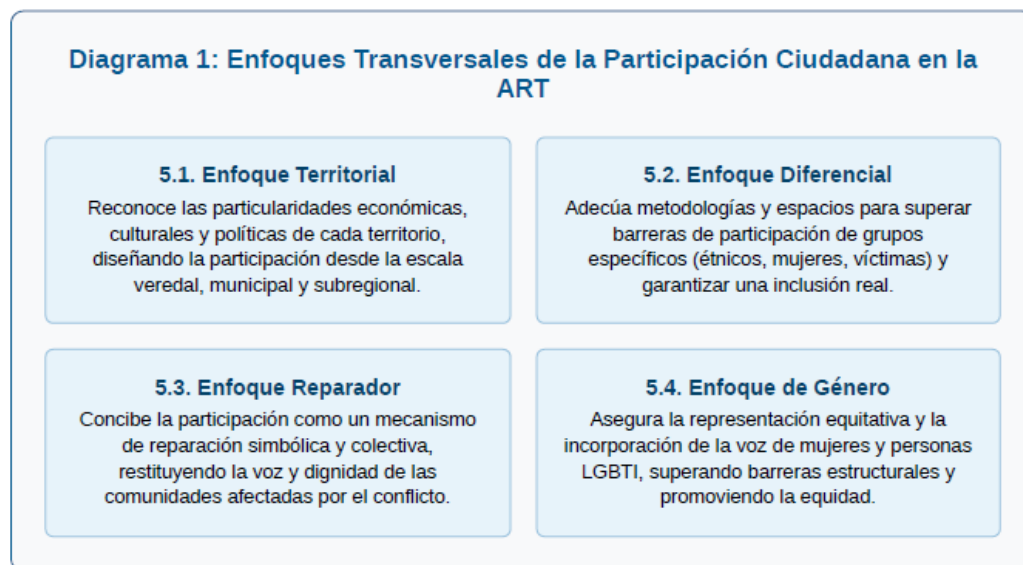 Diagrama 1: Enfoques Transversales de la Participación Ciudadana en la
ART
5.1. Enfoque Territorial
Reconoce las particularidades económicas,
culturales y políticas de cada territorio,
diseñando la participación desde la escala
veredal, municipal y subregional.
5.2. Enfoque Diferencial
Adecúa metodologías y espacios para superar
barreras de participación de grupos
específicos (étnicos, mujeres, víctimas) y
garantizar una inclusión real.
5.3. Enfoque Reparador
Concibe la participación como un mecanismo
de reparación simbólica y colectiva,
restituyendo la voz y dignidad de las
comunidades afectadas por el conflicto.
5.4. Enfoque de Género
Asegura la representación equitativa y la
incorporación de la voz de mujeres y personas
LGBTI, superando barreras estructurales y
promoviendo la equidad.